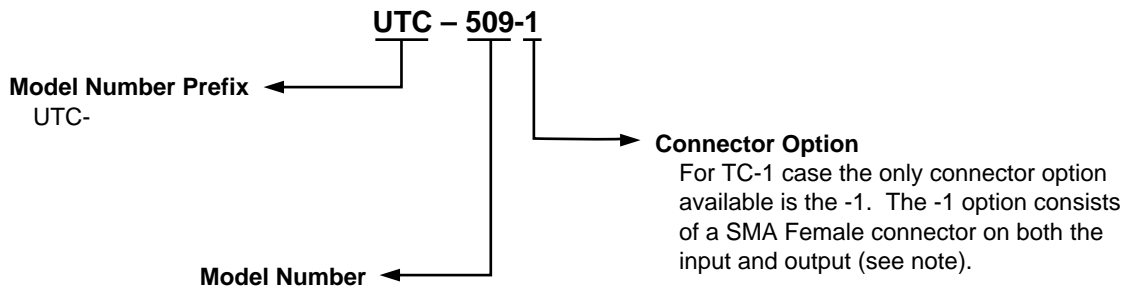 UTC – 509-1
Model Number Prefix
UTC-
Connector Option
For TC-1 case the only connector option
available is the -1.  The -1 option consists
of a SMA Female connector on both the
input and output (see note).
Model Number